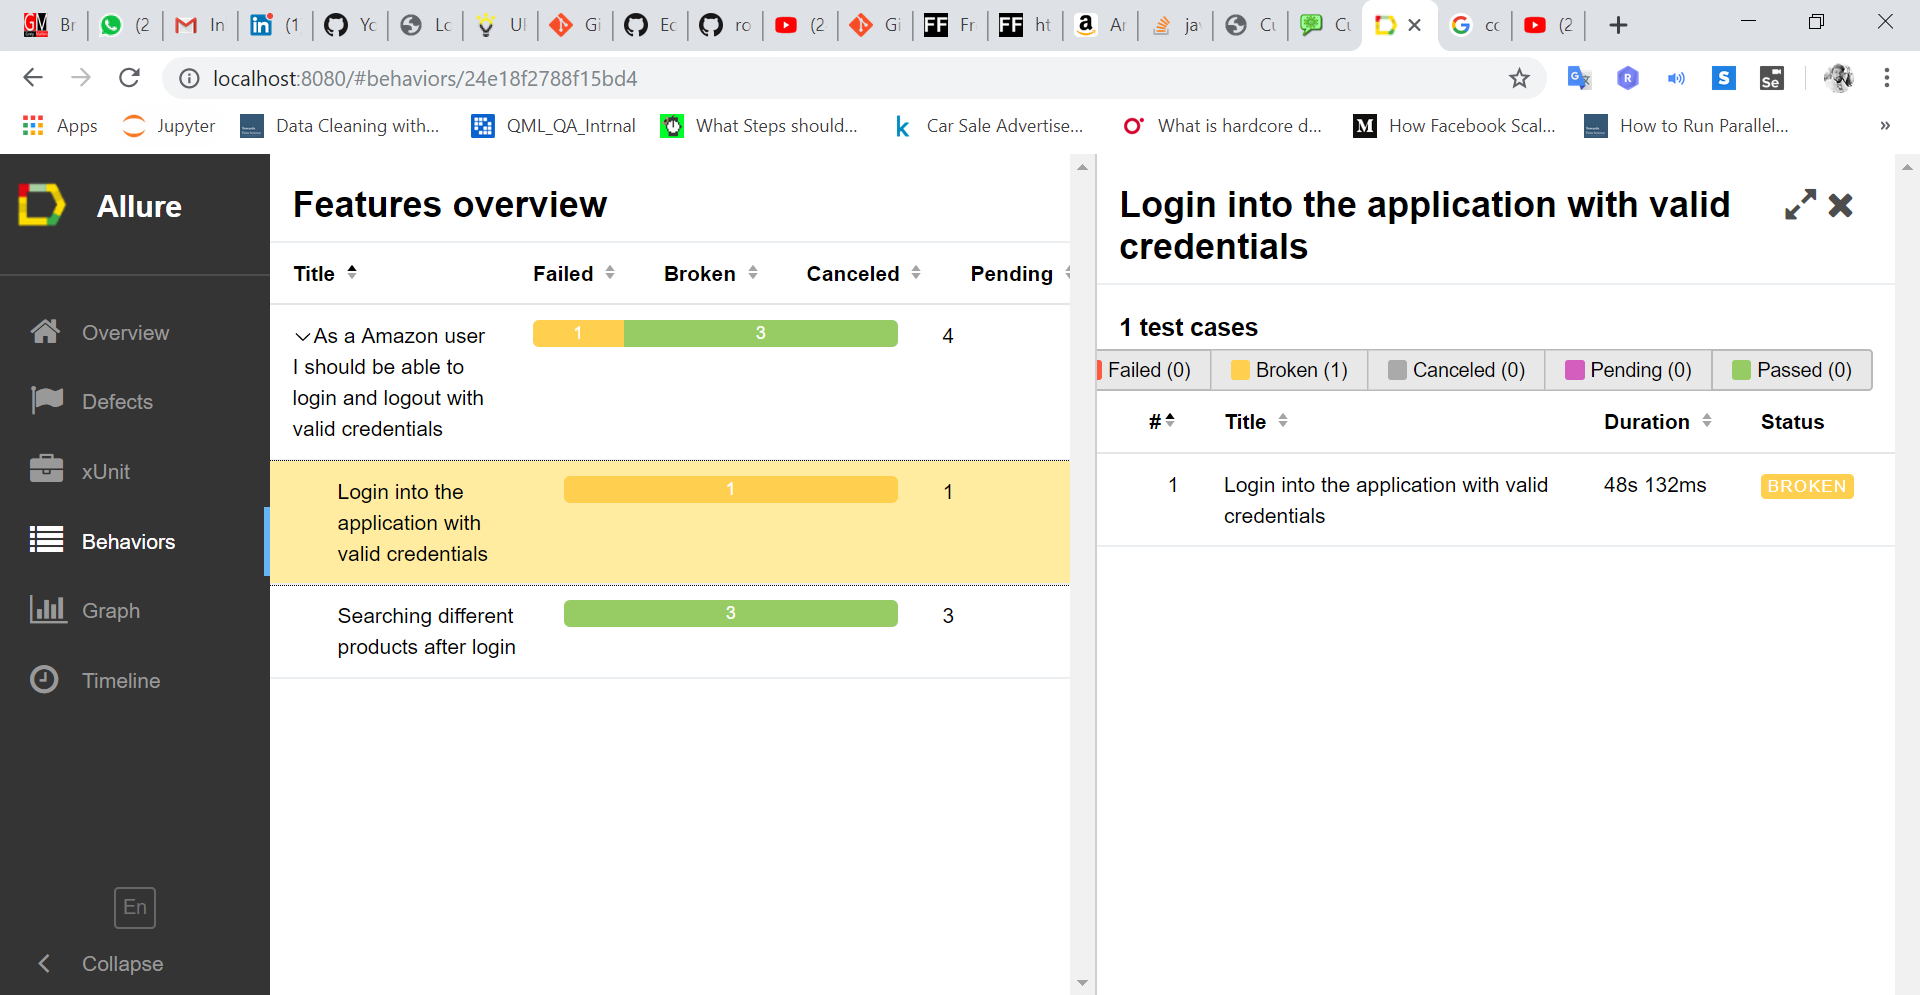 GM Br (2 In (1 Yc Lc Ul Gi Ec ro (2 Gi FF Fr FF ht a Ar ja Cu Cu G cc (2
localhost:8080/#behaviors/24e18f2788f15bd4
G R S Se
Apps Jupyter Data Cleaning with... QML_QA_Intrnal What Steps should... k Car Sale Advertise... What is hardcore d... M How Facebook Scal... How to Run Parallel... »
Allure
Overview
Defects
xUnit
Behaviors
Graph
Timeline
En
Collapse
Features overview
Title Failed Broken Canceled Pending
As a Amazon user
I should be able to
login and logout with
valid credentials
1 3 4
Login into the
application with
valid credentials
1 1
Searching different
products after login
3 3
Login into the application with valid
credentials
1 test cases
Failed (0) Broken (1) Canceled (0) Pending (0) Passed (0)
# Title Duration Status
1 Login into the application with valid
credentials
48s 132ms BROKEN